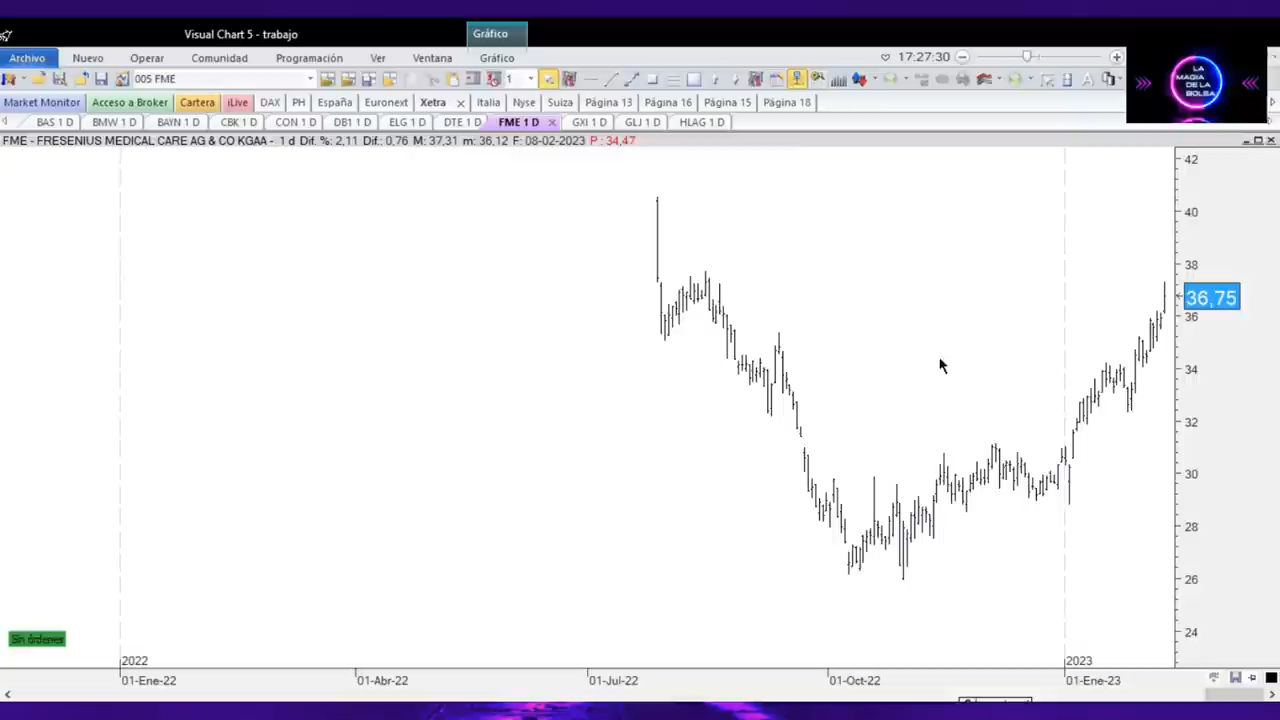 Visual Chart 5 - trabajo
Gráfico
Archivo Nuevo Operar Comunidad Programación Ver Ventana Gráfico
17:27:30
005 FME
1
LA
MAGIA
DE LA
BOLSA
Market Monitor Acceso a Broker Cartera iLive DAX PH España Euronext Xetra x Italia Nyse Suiza Página 13 Página 16 Página 15 Página 18
BAS 1 D BMW 1 D BAYN 1 D CBK 1 D CON 1 D DB1 1 D ELG 1 D DTE 1 D FME 1 D x GXI 1 D GLJ 1 D HLAG 1 D
FME - FRESENIUS MEDICAL CARE AG & CO KGAA - 1 d Dif. %: 2,11 Dif.: 0,76 M: 37,31 m: 36,12 F: 08-02-2023 P : 34,47
42
40
38
36,75
36
34
32
30
28
26
24
Sin órdenes
2022 2023
01-Ene-22 01-Abr-22 01-Jul-22 01-Oct-22 01-Ene-23